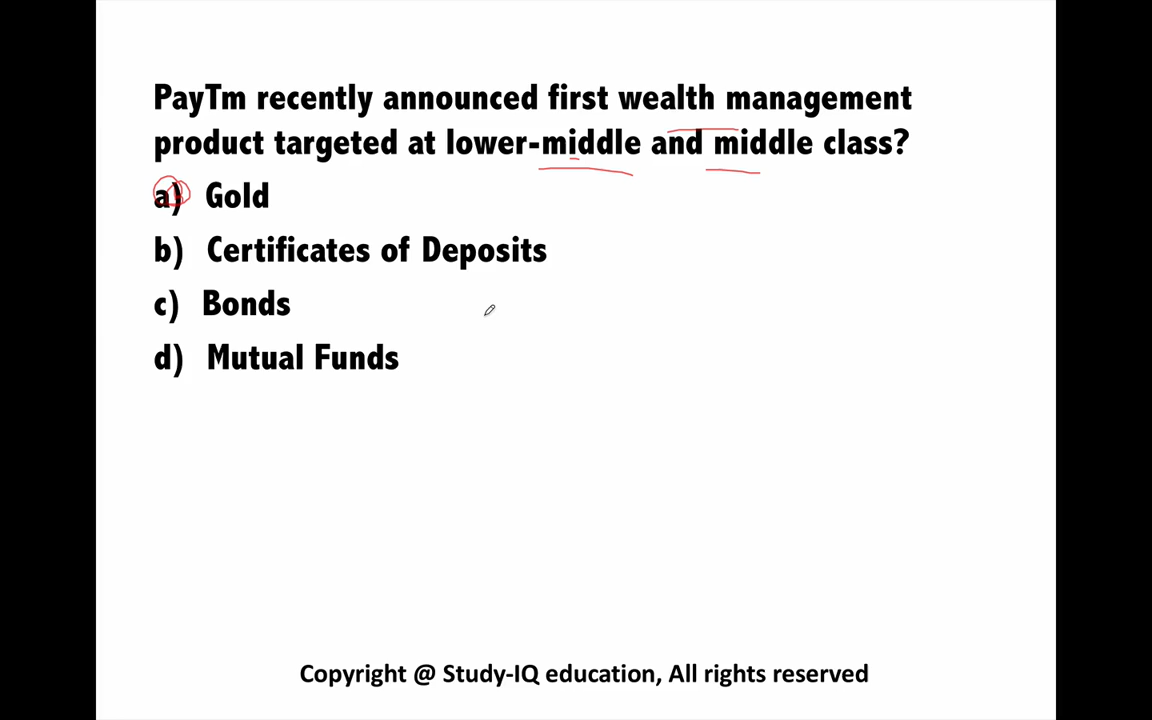 PayTm recently announced first wealth management
product targeted at lower-middle and middle class?
a) Gold
b) Certificates of Deposits
c) Bonds
d) Mutual Funds
Copyright @ Study-IQ education, All rights reserved